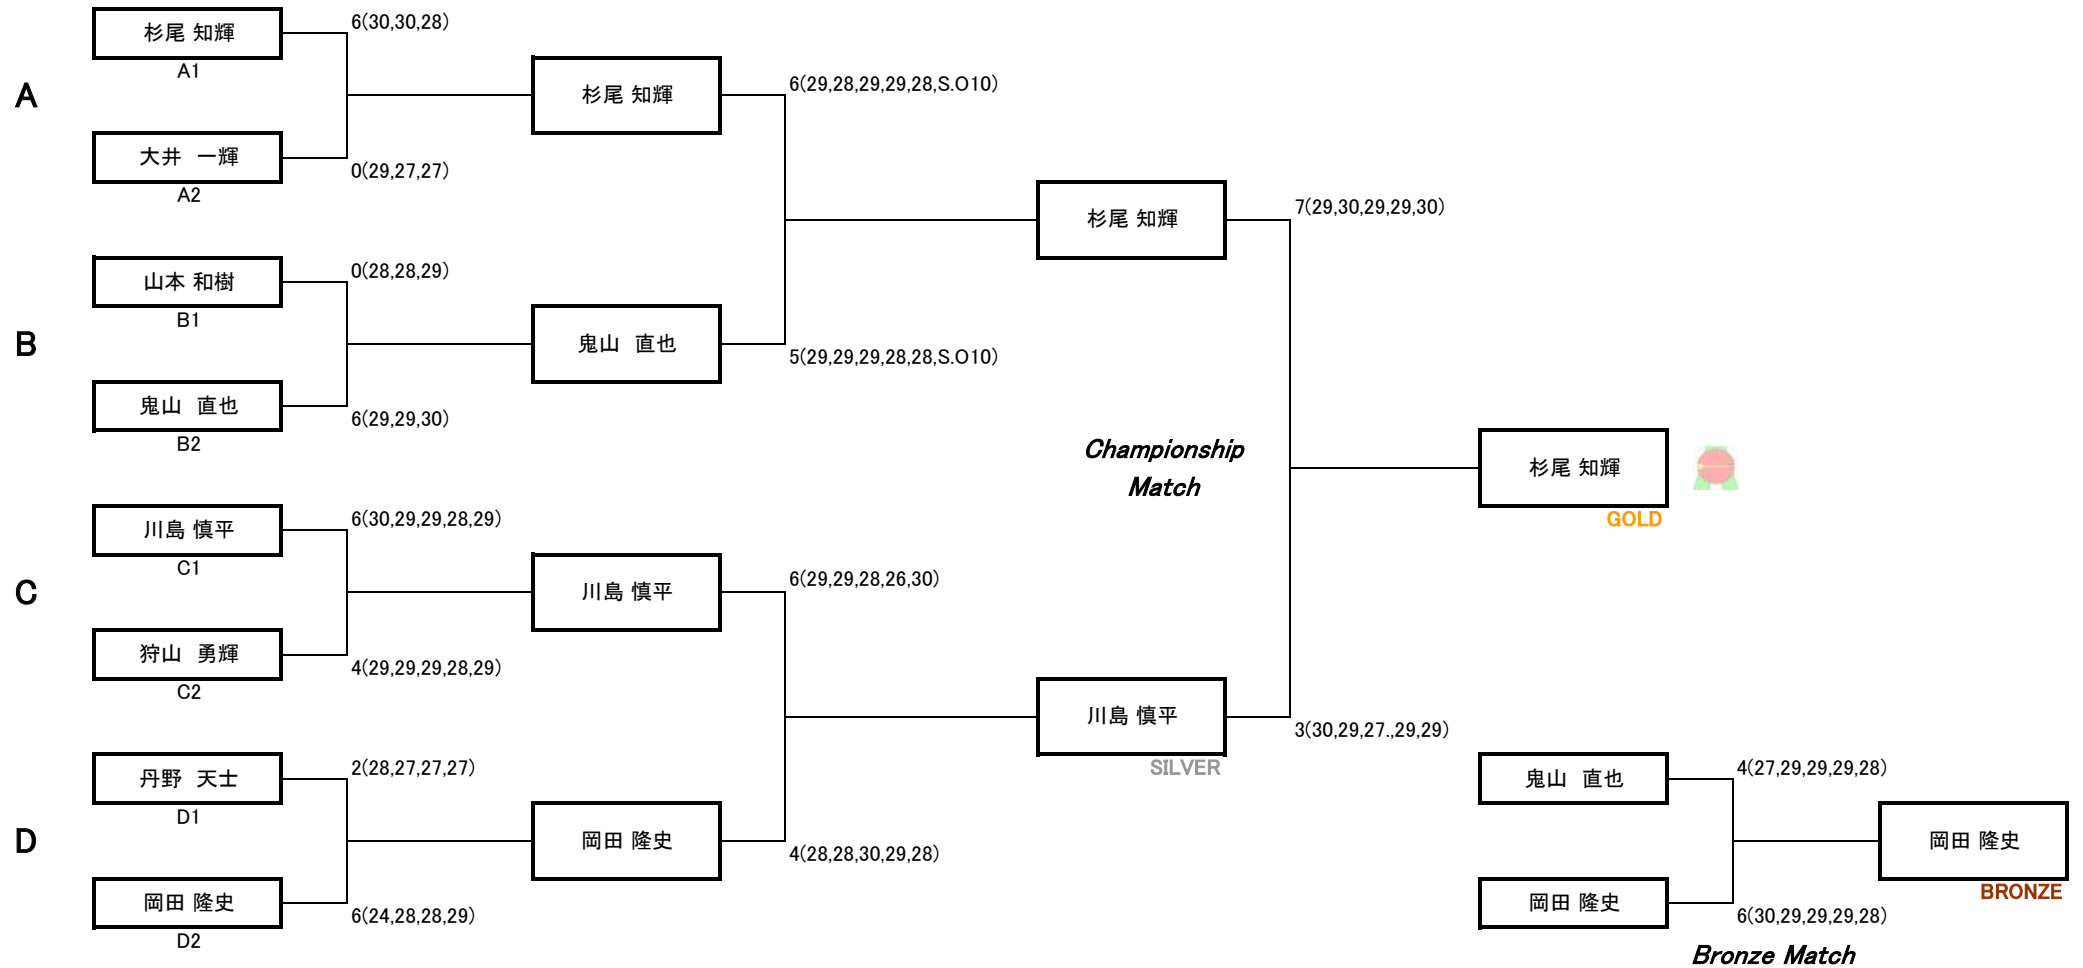 A
杉尾 知輝
A1
6(30,30,28)
大井　一輝
A2
0(29,27,27)
B
山本 和樹
B1
0(28,28,29)
鬼山　直也
B2
6(29,29,30)
C
川島 慎平
C1
6(30,29,29,28,29)
狩山　勇輝
C2
4(29,29,29,28,29)
D
丹野　天士
D1
2(28,27,27,27)
岡田 隆史
D2
6(24,28,28,29)
杉尾 知輝
6(29,28,29,29,28,S.O10)
鬼山　直也
5(29,29,29,28,28,S.O10)
川島 慎平
6(29,29,28,26,30)
岡田 隆史
4(28,28,30,29,28)
杉尾 知輝
7(29,30,29,29,30)
Championship
Match
川島 慎平
SILVER
3(30,29,27.,29,29)
杉尾 知輝
GOLD
鬼山　直也
4(27,29,29,29,28)
岡田 隆史
6(30,29,29,29,28)
岡田 隆史
BRONZE
Bronze Match